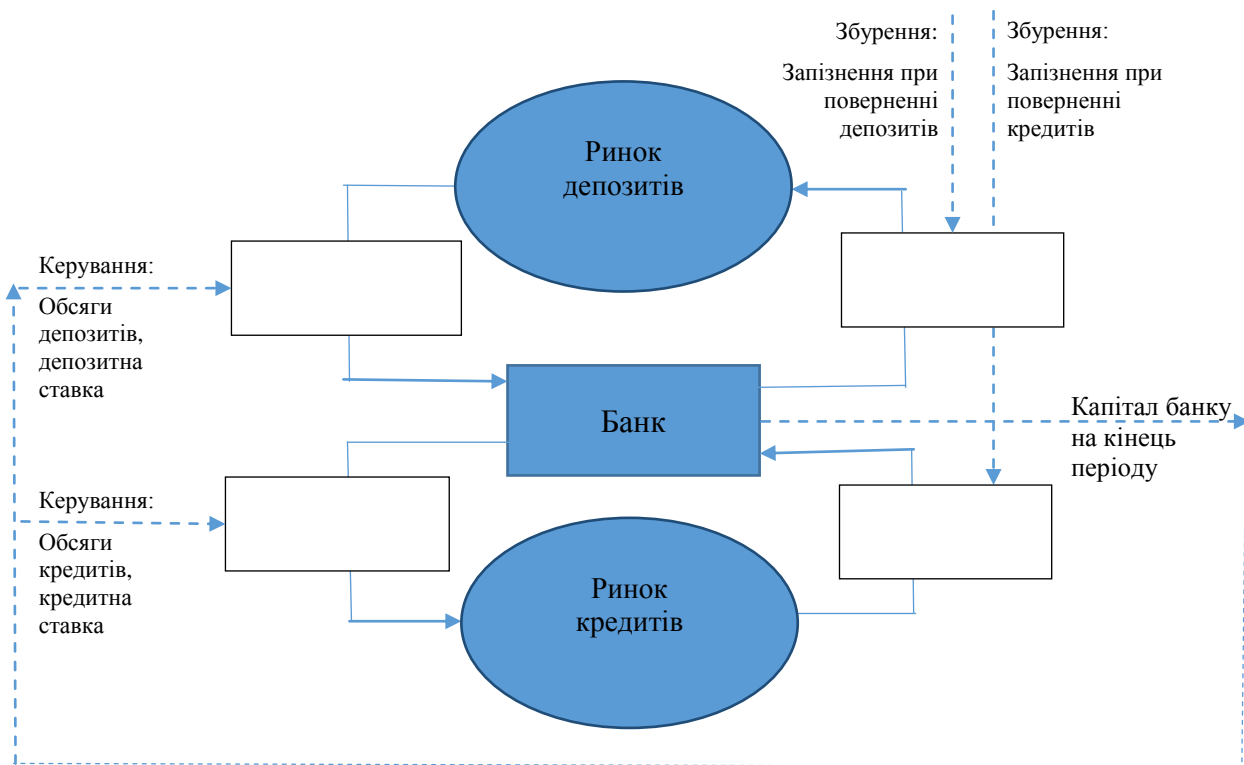 Збурення:
Запізнення при
поверненні
депозитів
Збурення:
Запізнення при
поверненні
кредитів
Ринок
депозитів
Керування:
Обсяги
депозитів,
депозитна
ставка
Банк
Капітал банку
на кінець
періоду
Керування:
Обсяги
кредитів,
кредитна
ставка
Ринок
кредитів